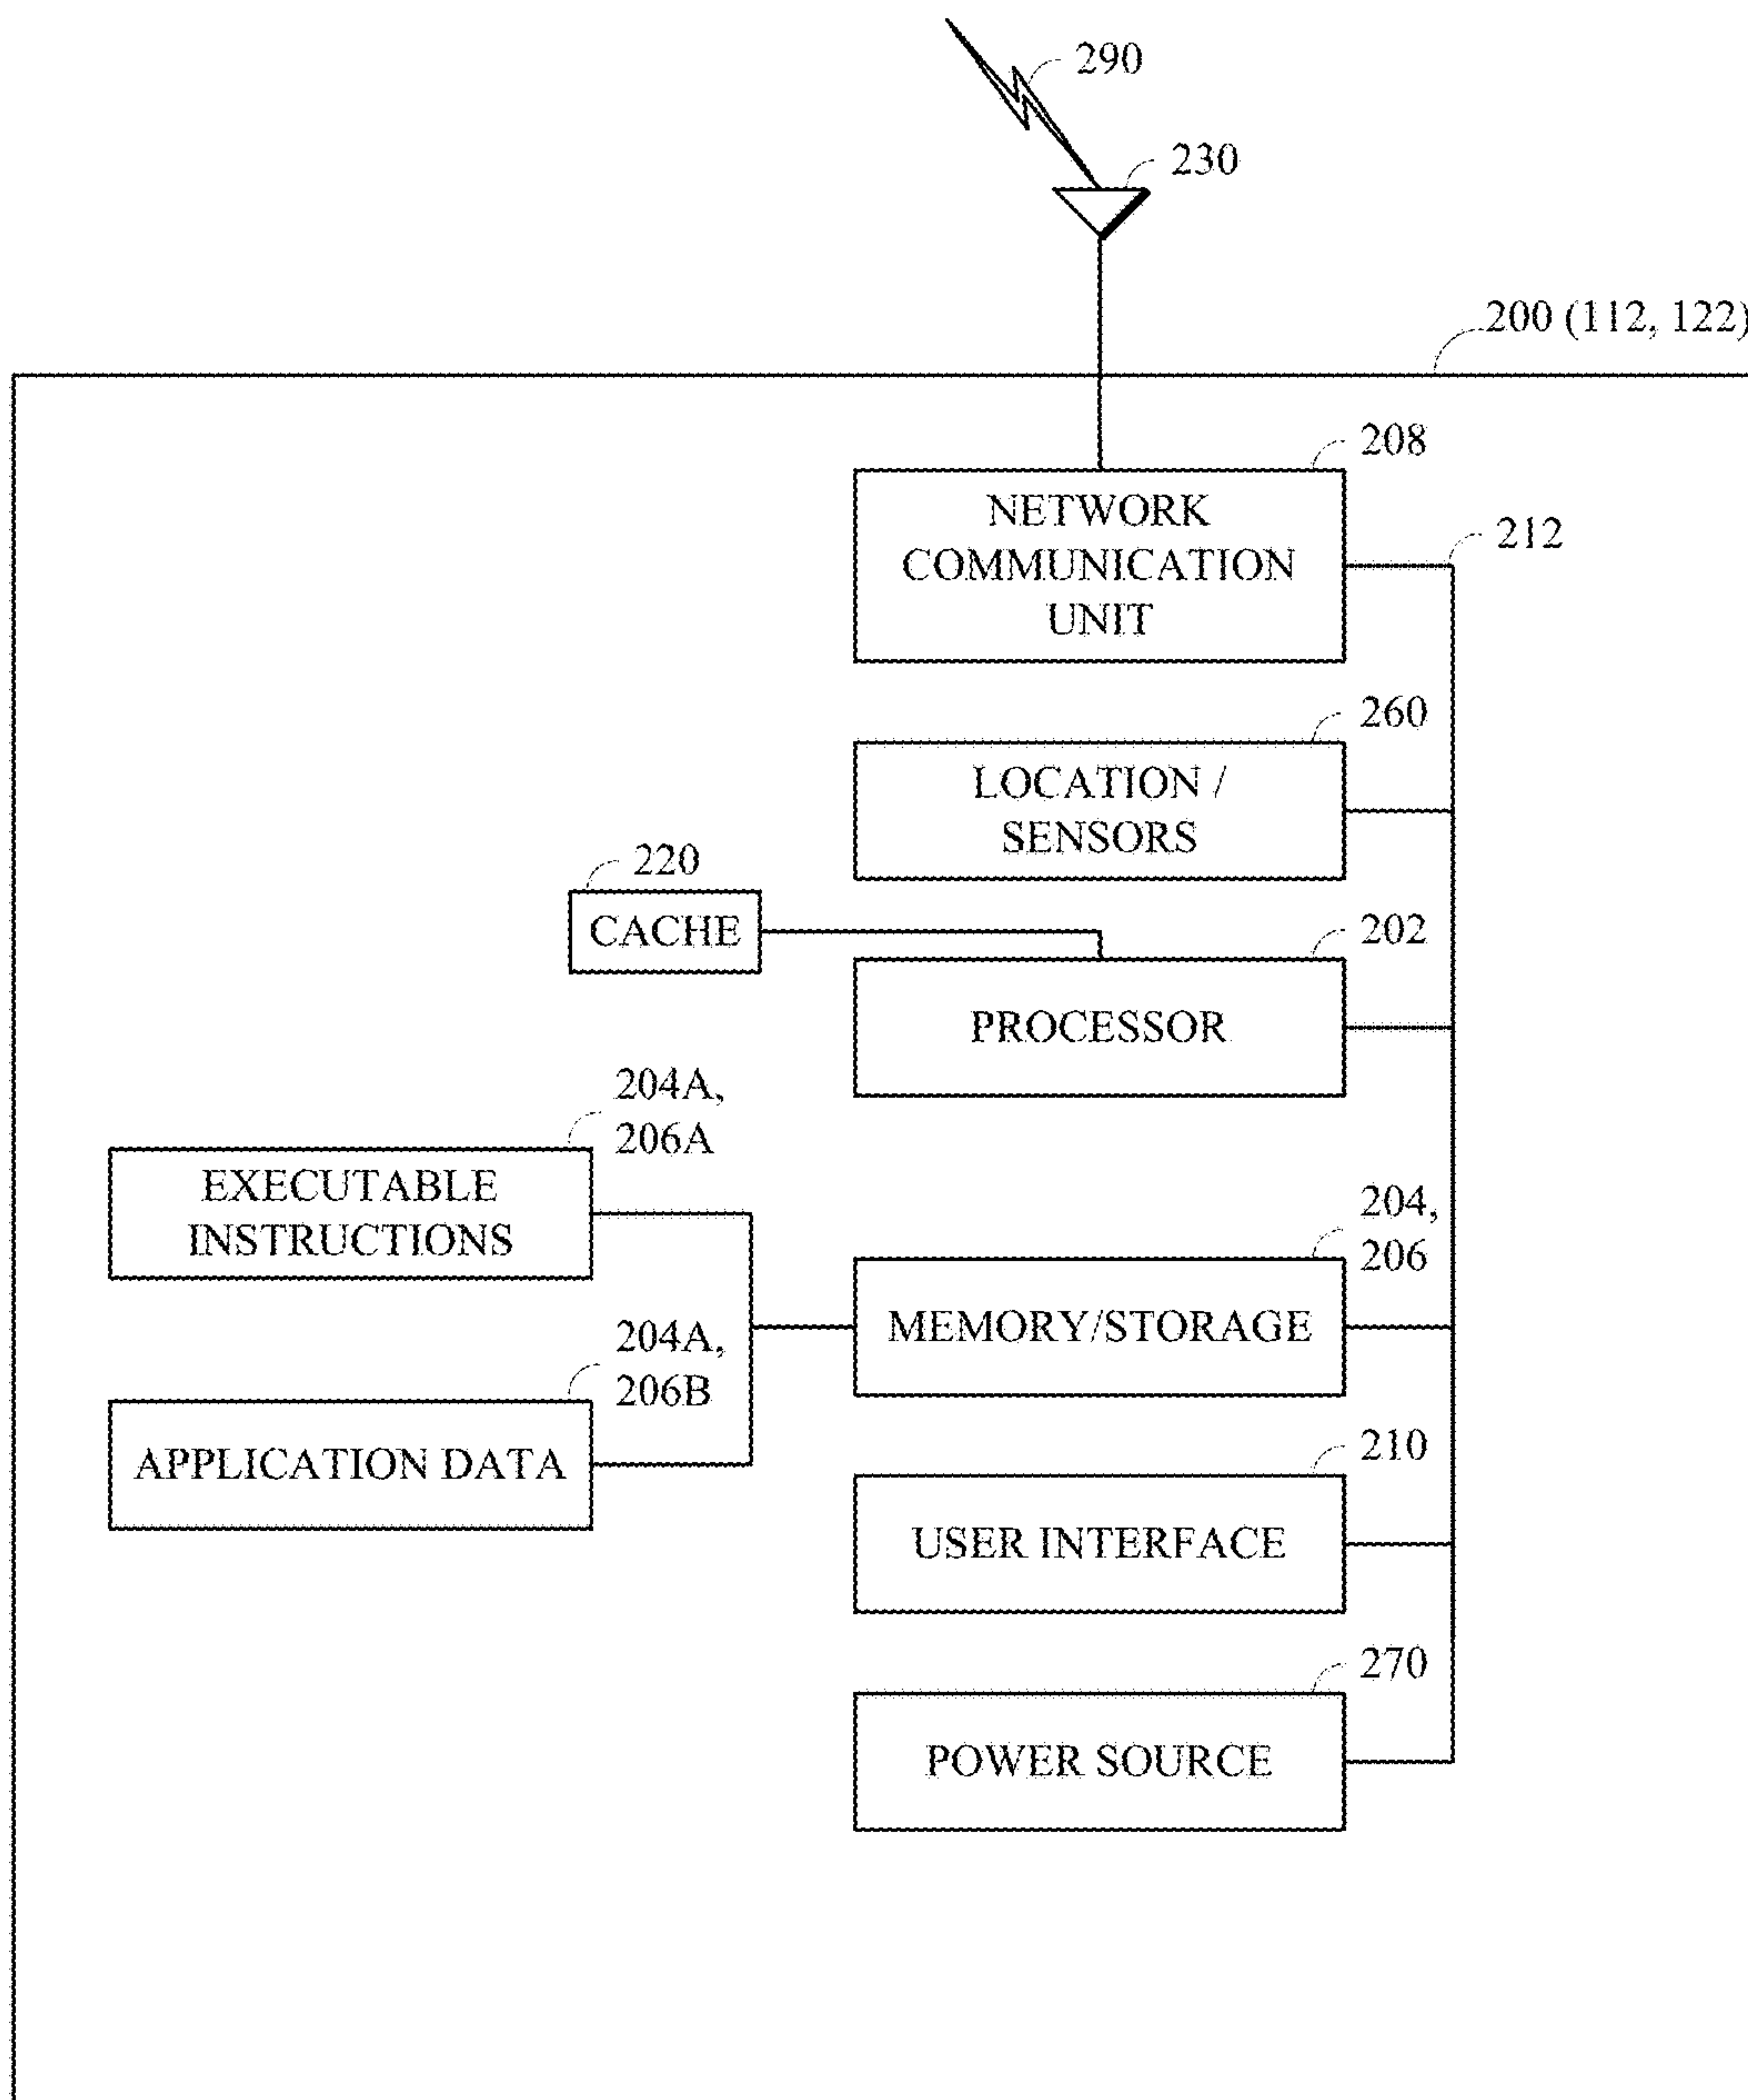 290
230
200 (112, 122)
208
NETWORK
COMMUNICATION
UNIT
212
260
LOCATION /
SENSORS
220
CACHE
202
PROCESSOR
204A,
206A
EXECUTABLE
INSTRUCTIONS
204,
206
MEMORY/STORAGE
204A,
206B
APPLICATION DATA
210
USER INTERFACE
270
POWER SOURCE